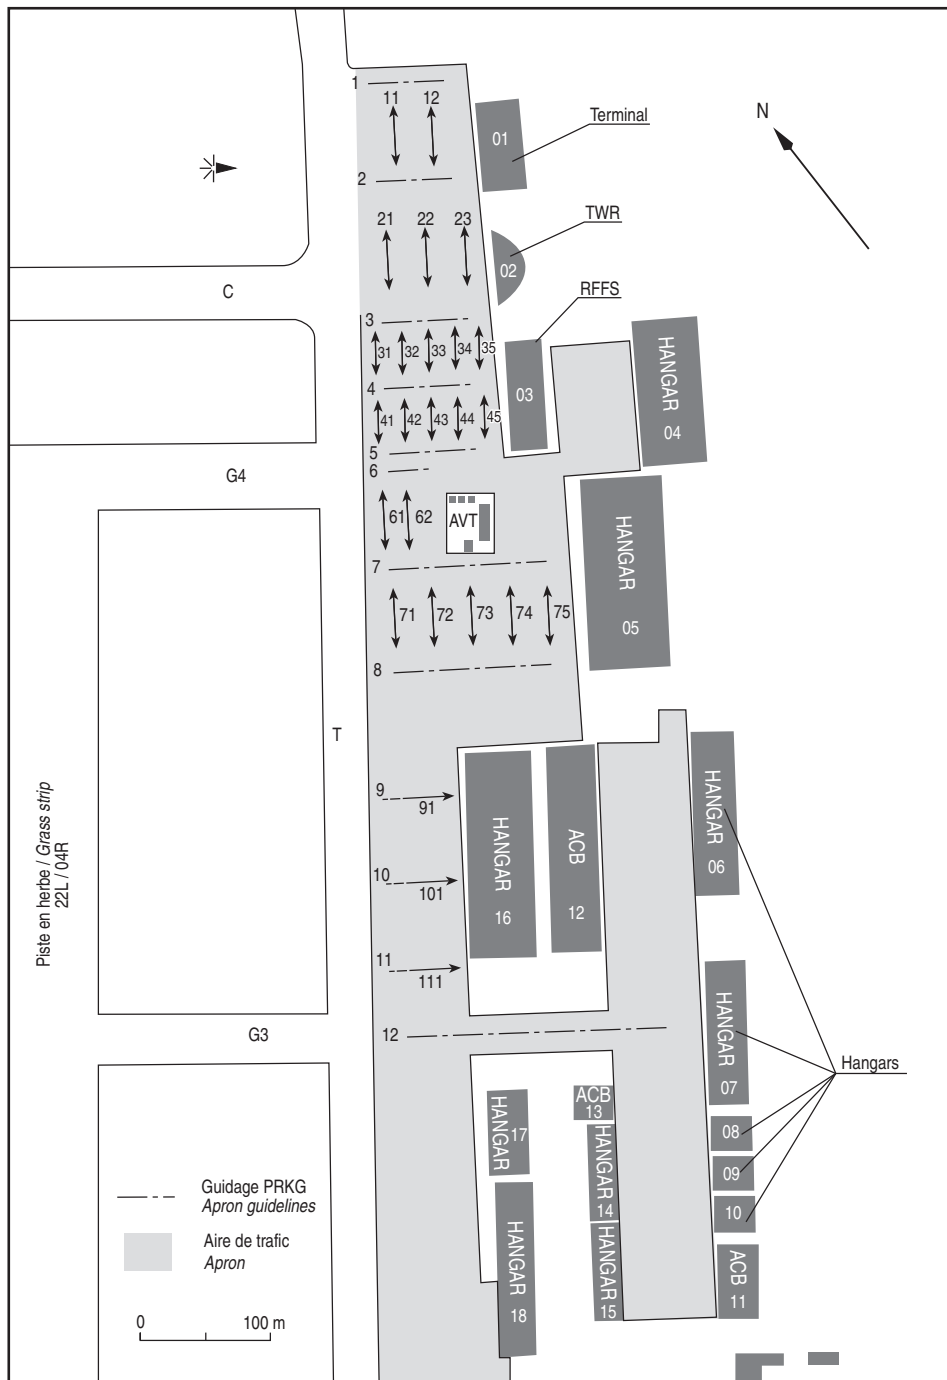 1
11 12
01
Terminal
N
2
21 22 23
TWR
02
C
RFFS
3
31 32 33 34 35
HANGAR
04
4
03
41 42 43 44 45
5
6
G4
61 62
AVT
HANGAR
05
7
71 72 73 74 75
8
T
Piste en herbe / Grass strip
22L / 04R
9
91
HANGAR
16
ACB
12
HANGAR
06
10
101
11
111
HANGAR
07
12
G3
Hangars
ACB
13
HANGAR
17
08
HANGAR
14
09
10
HANGAR
18
HANGAR
15
ACB
11
Guidage PRKG
Apron guidelines
Aire de trafic
Apron
0 100 m